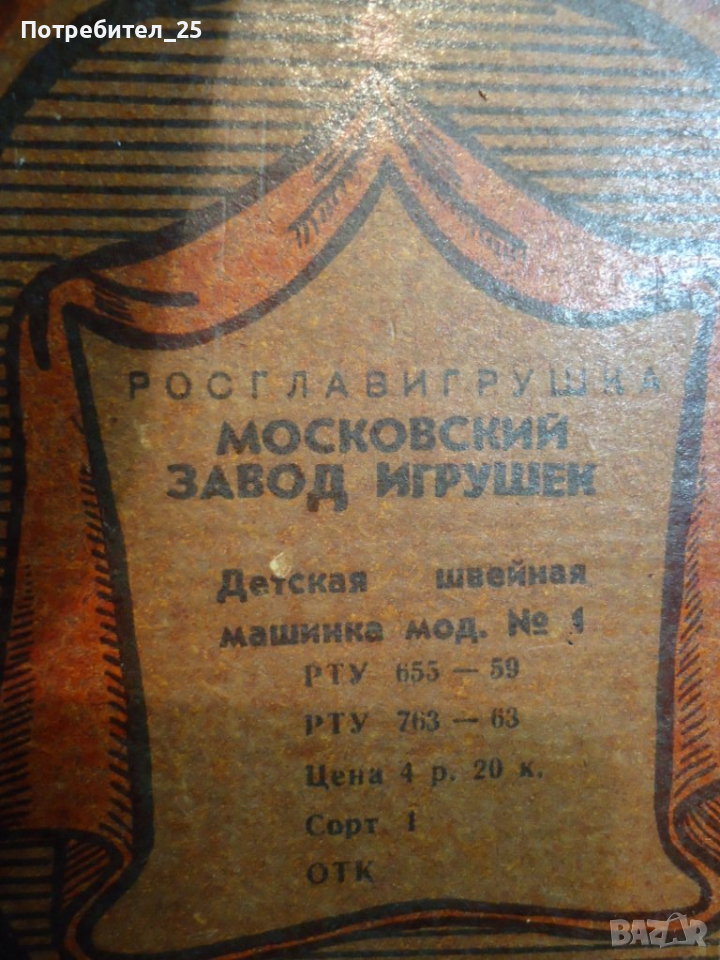 Потребител_25
РОСГЛАВИГРУШКА
МОСКОВСКИЙ
ЗАВОД ИГРУШЕК
Детская швейная
машинка мод. № 1
РТУ 655 — 59
РТУ 763 — 63
Цена 4 р. 20 к.
Сорт 1
ОТК
BAZAR